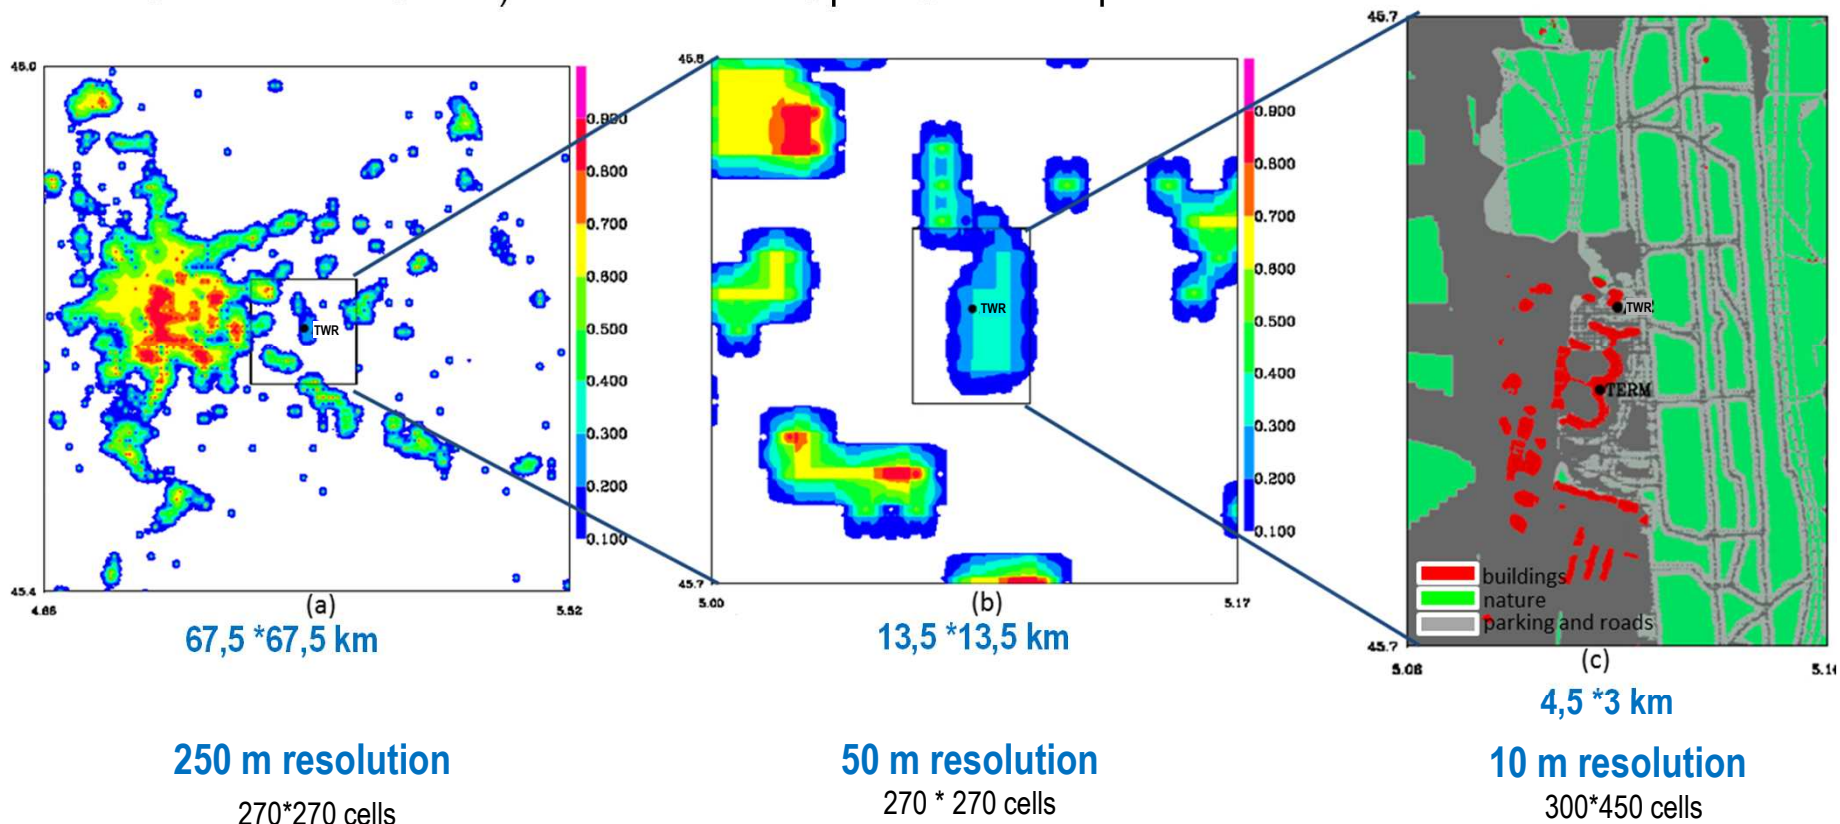 45.7
46.0
45.8
0.900
0.800
0.700
0.600
0.500
0.400
0.300
0.200
0.100
TWR
45.4
4.65
5.52
(a)
67,5 *67,5 km
250 m resolution
270*270 cells
0.900
0.800
0.700
0.600
0.500
0.400
0.300
0.200
0.100
TWR
45.7
5.00
5.17
(b)
13,5 *13,5 km
50 m resolution
270 * 270 cells
TWR
TERM
buildings
nature
parking and roads
45.7
5.08
(c)
4,5 *3 km
10 m resolution
300*450 cells